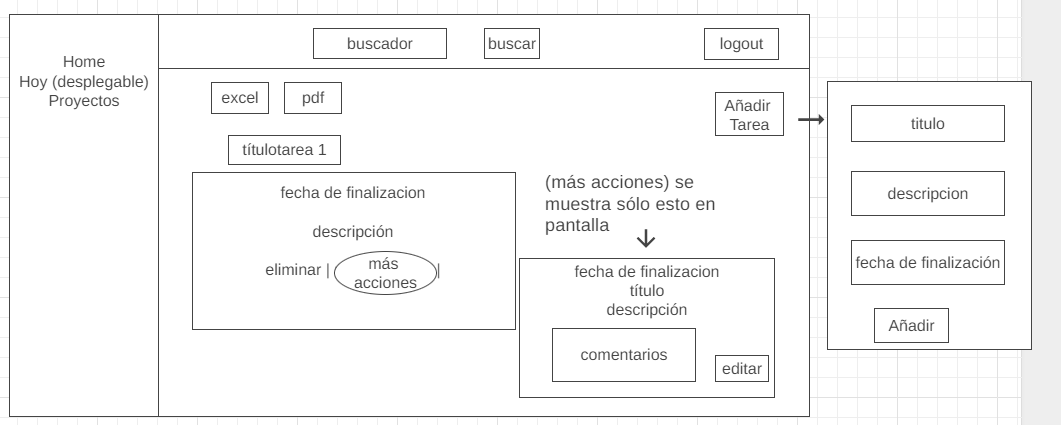 buscador
buscar
logout
Home
Hoy (desplegable)
Proyectos
excel
pdf
Añadir
Tarea
titulo
títulotarea 1
descripcion
fecha de finalizacion
(más acciones) se
muestra sólo esto en
pantalla
descripción
fecha de finalización
eliminar |
más
acciones
|
fecha de finalizacion
título
descripción
Añadir
comentarios
editar